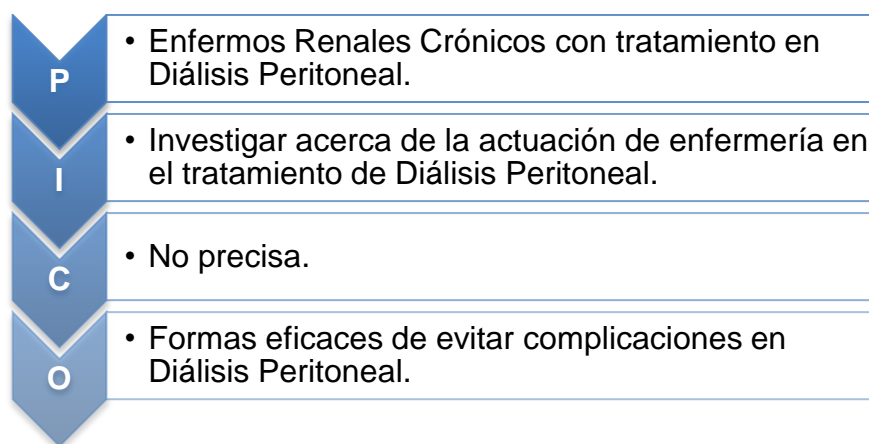 P
• Enfermos Renales Crónicos con tratamiento en
Diálisis Peritoneal.
I
• Investigar acerca de la actuación de enfermería en
el tratamiento de Diálisis Peritoneal.
C
• No precisa.
O
• Formas eficaces de evitar complicaciones en
Diálisis Peritoneal.